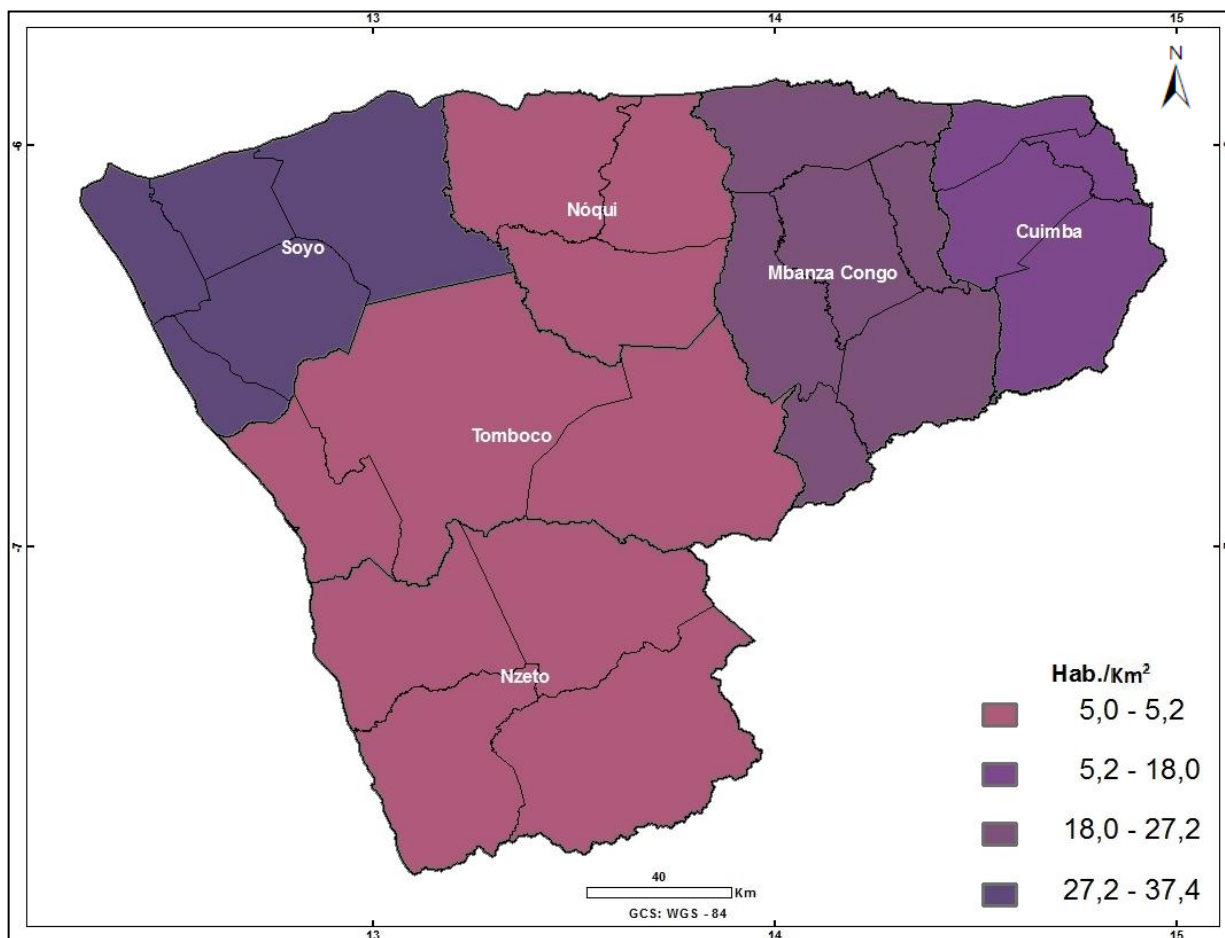 13 14 15
N
-6
Nóqui
Cuimba
Soyo
Mbanza Congo
Tomboco
-7
Nzeto
Hab./Km²
5,0 - 5,2
5,2 - 18,0
18,0 - 27,2
27,2 - 37,4
40
Km
GCS: WGS - 84
13 14 15